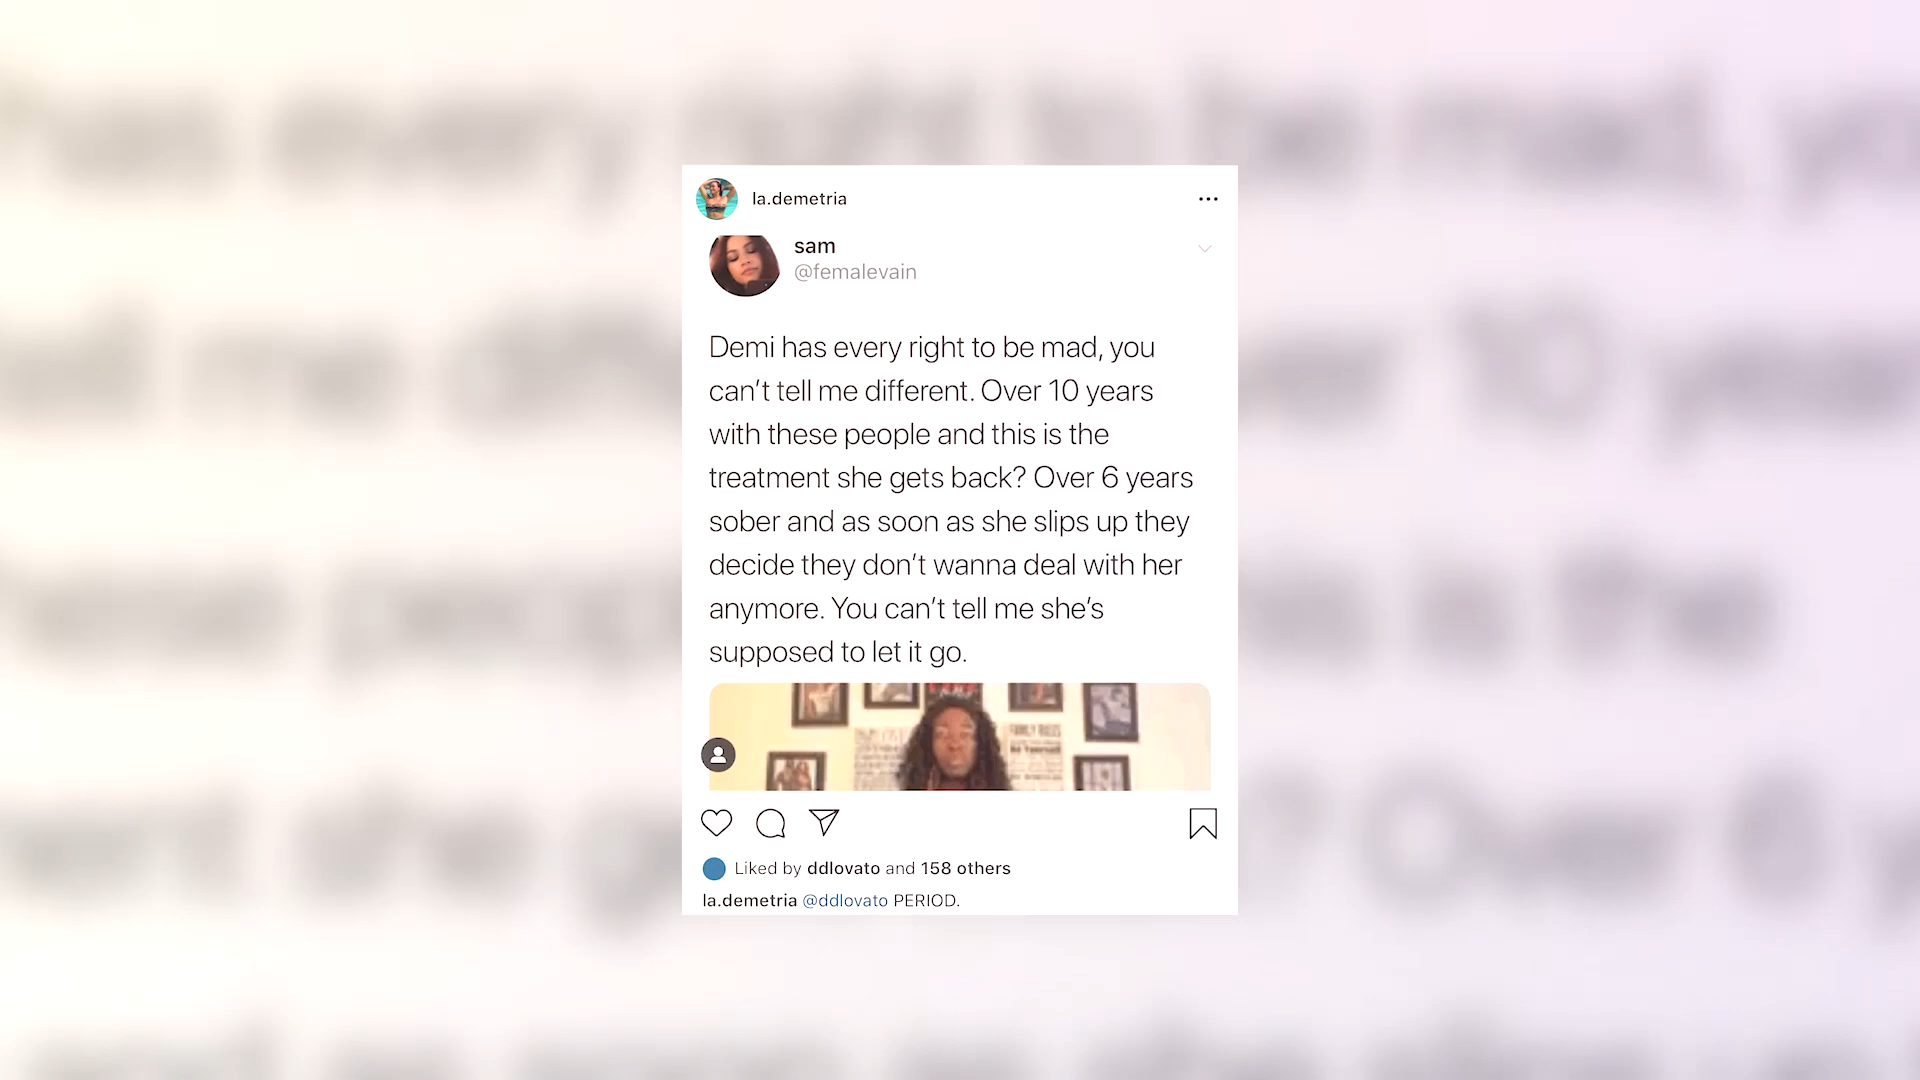 la.demetria
sam
@femalevain
Demi has every right to be mad, you
can't tell me different. Over 10 years
with these people and this is the
treatment she gets back? Over 6 years
sober and as soon as she slips up they
decide they don't wanna deal with her
anymore. You can't tell me she's
supposed to let it go.
FAMILY RULES
Liked by ddlovato and 158 others
la.demetria @ddlovato PERIOD.